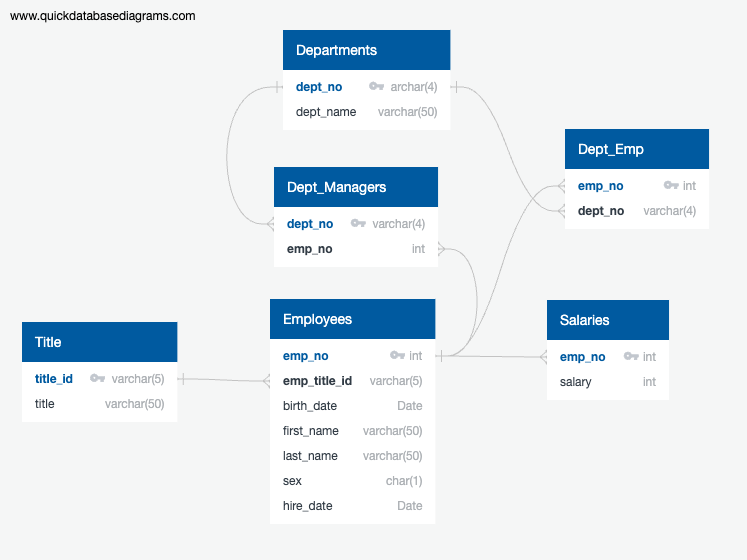 www.quickdatabasediagrams.com
Departments
dept_no archar(4)
dept_name varchar(50)
Dept_Emp
emp_no int
dept_no varchar(4)
Dept_Managers
dept_no varchar(4)
emp_no int
Employees
emp_no int
emp_title_id varchar(5)
birth_date Date
first_name varchar(50)
last_name varchar(50)
sex char(1)
hire_date Date
Salaries
emp_no int
salary int
Title
title_id varchar(5)
title varchar(50)